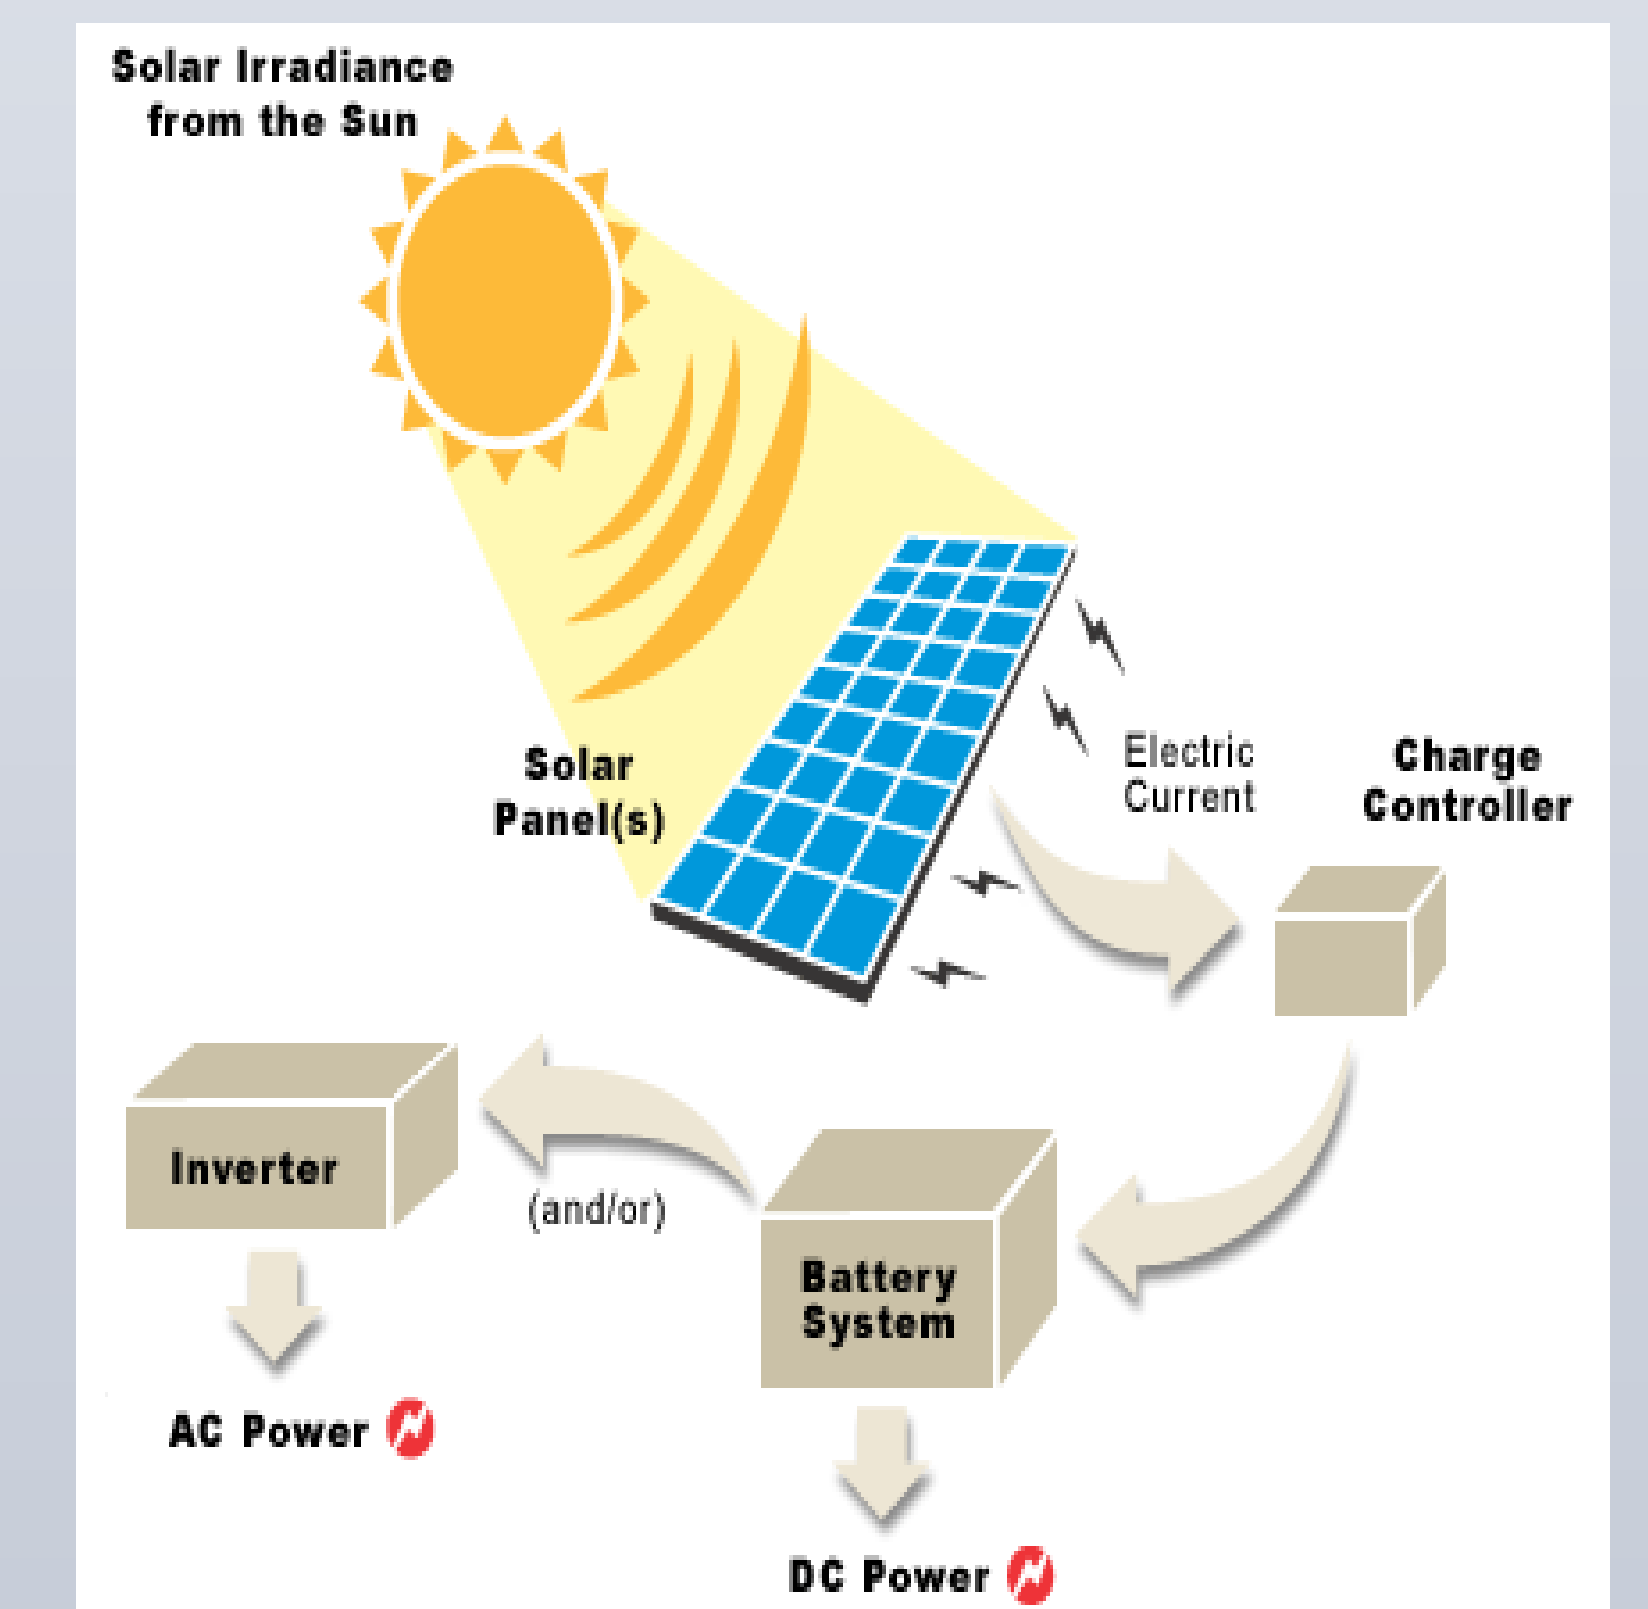 Solar Irradiance
from the Sun
Solar
Panel(s)
Electric
Current
Charge
Controller
Inverter
(and/or)
Battery
System
AC Power
DC Power